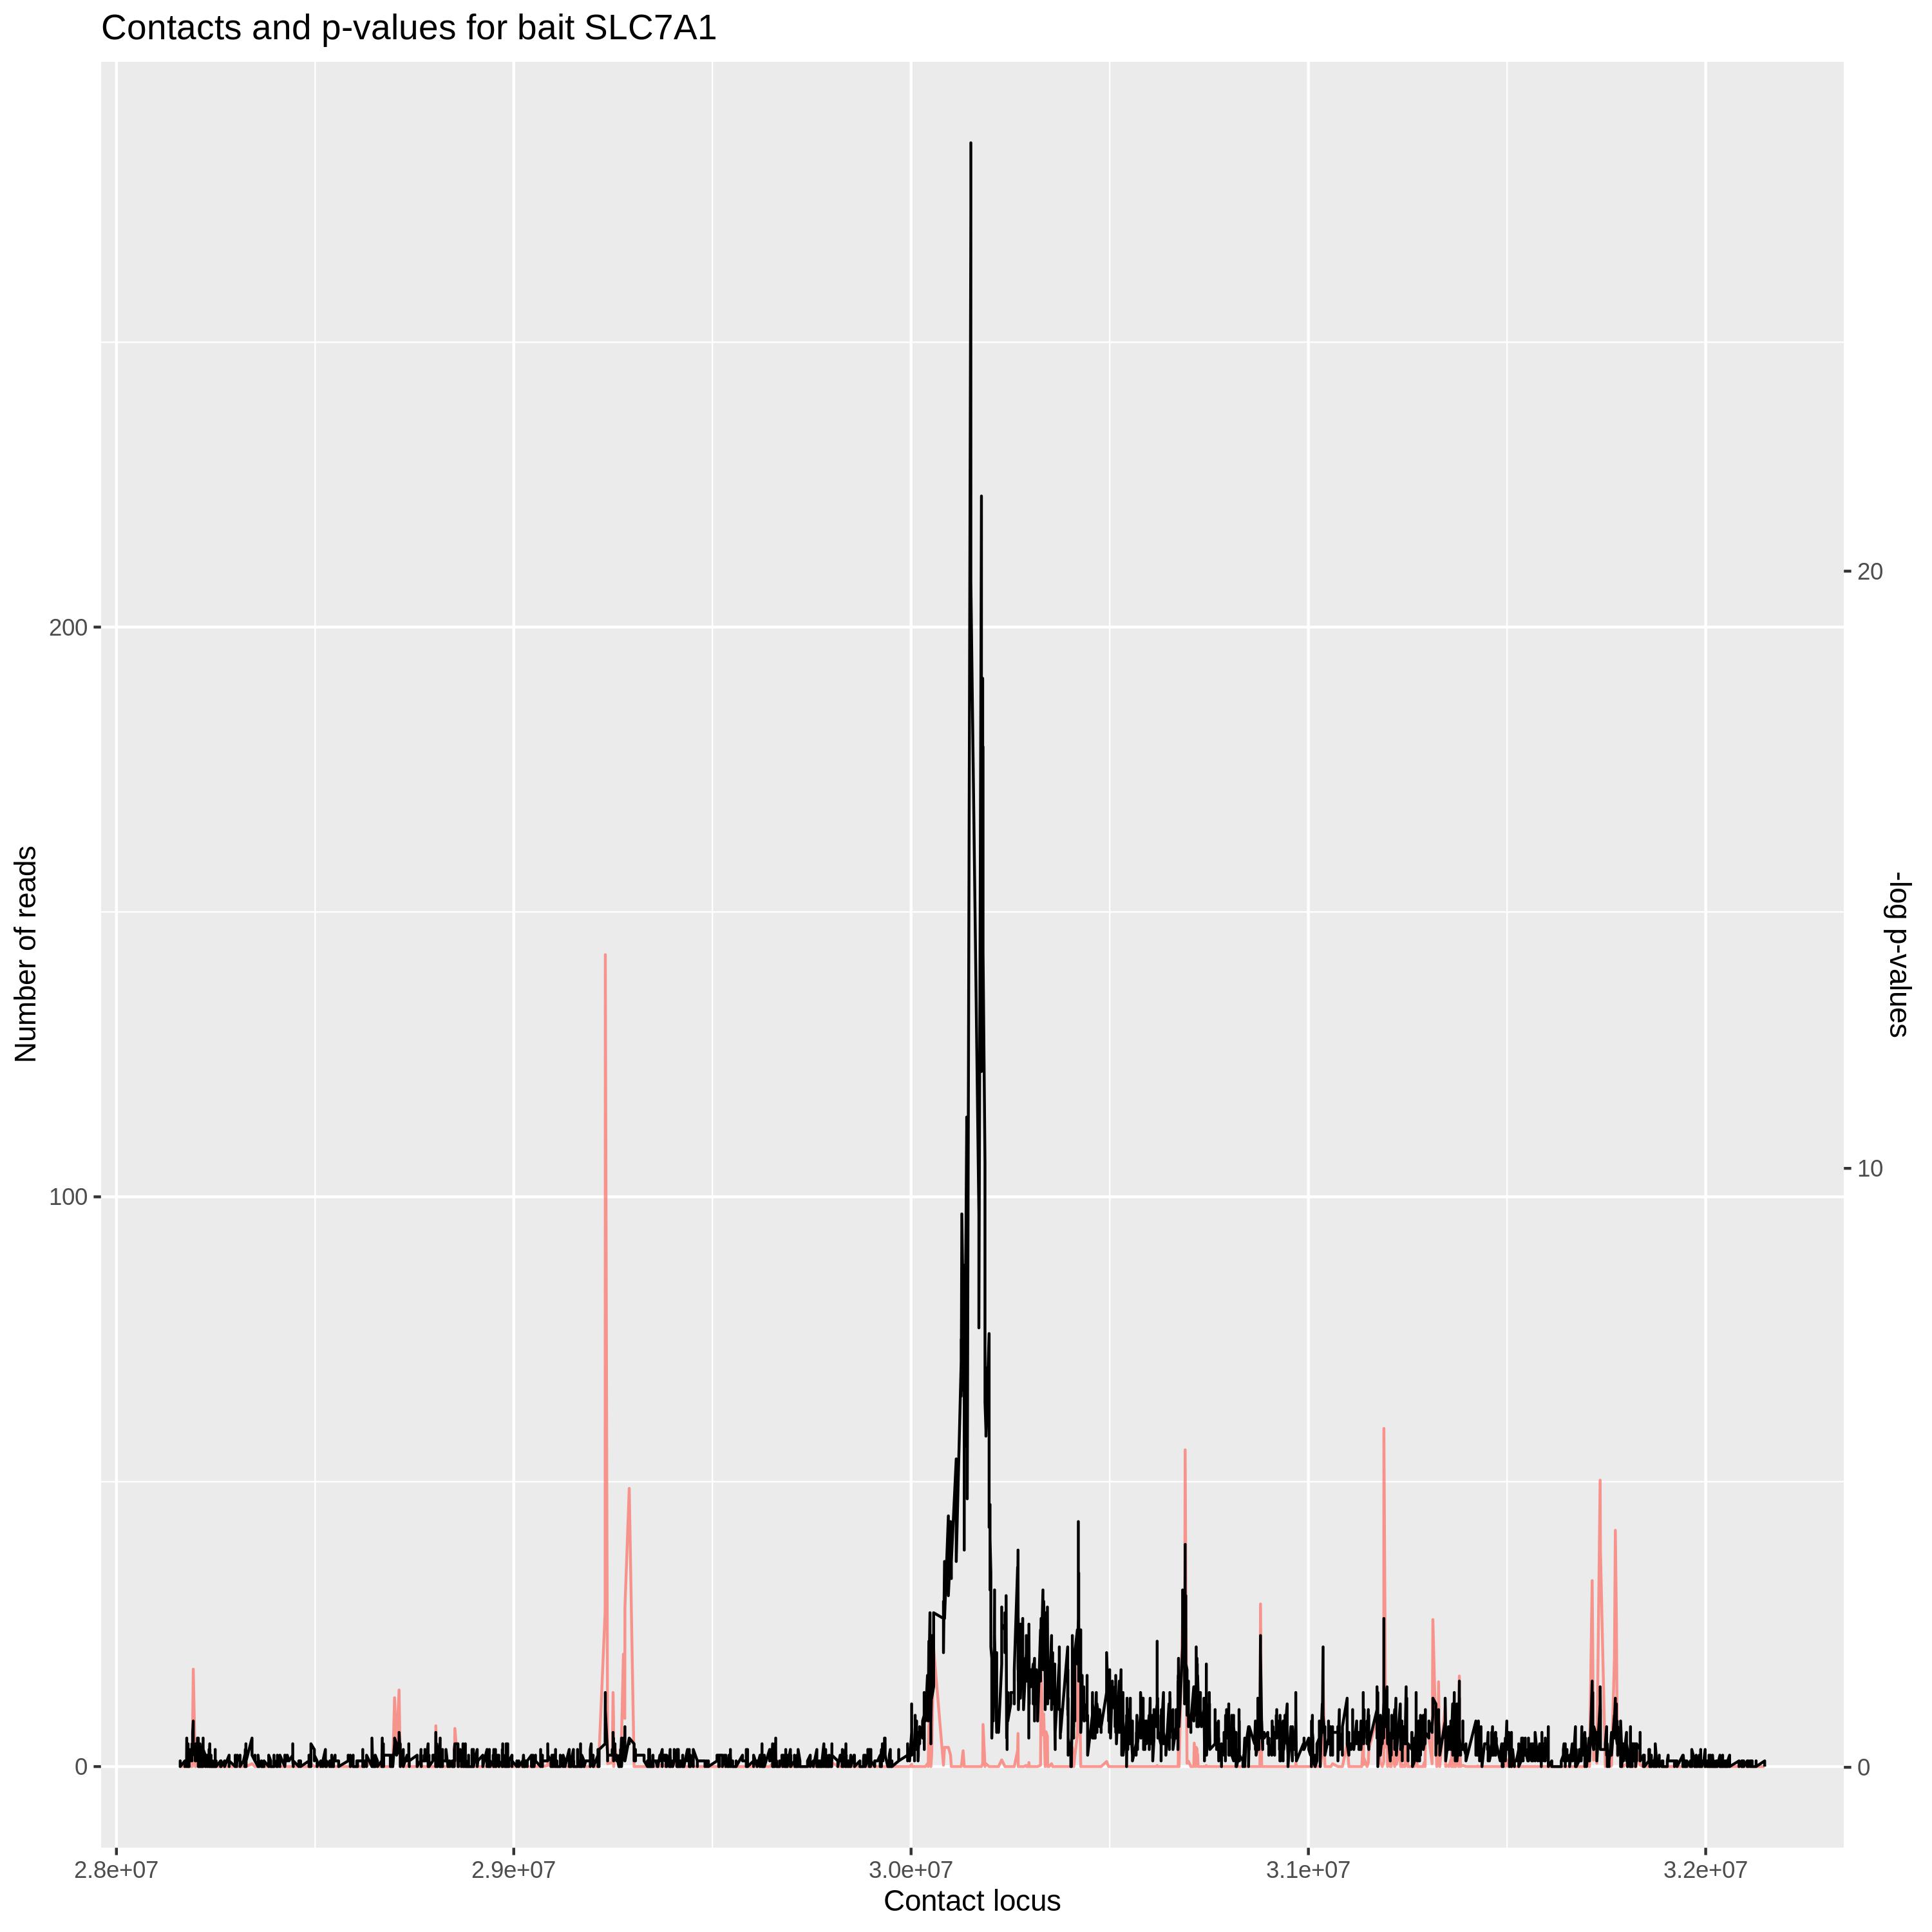 Contacts and p-values for bait SLC7A1
Number of reads
200
100
0
20
10
0
-log p-values
2.8e+07
2.9e+07
3.0e+07
3.1e+07
3.2e+07
Contact locus